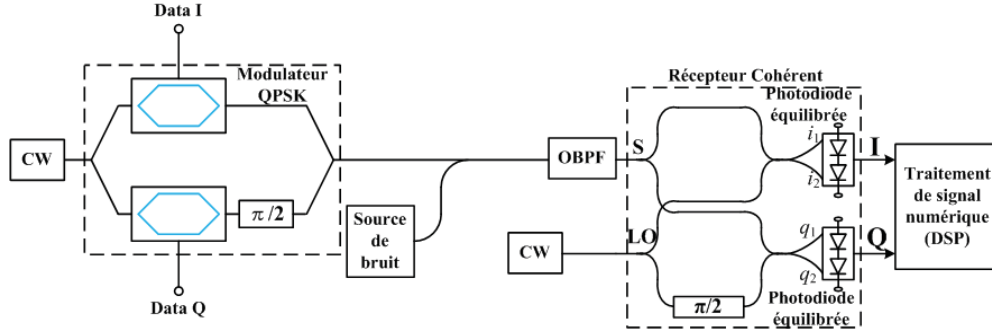 Data I
Modulateur
QPSK
CW
π/2
Data Q
Source
de
bruit
OBPF
CW
Récepteur Cohérent
Photodiode
équilibrée
S
LO
π/2
i1
i2
I
q1
q2
Q
Photodiode
équilibrée
Traitement
de signal
numérique
(DSP)